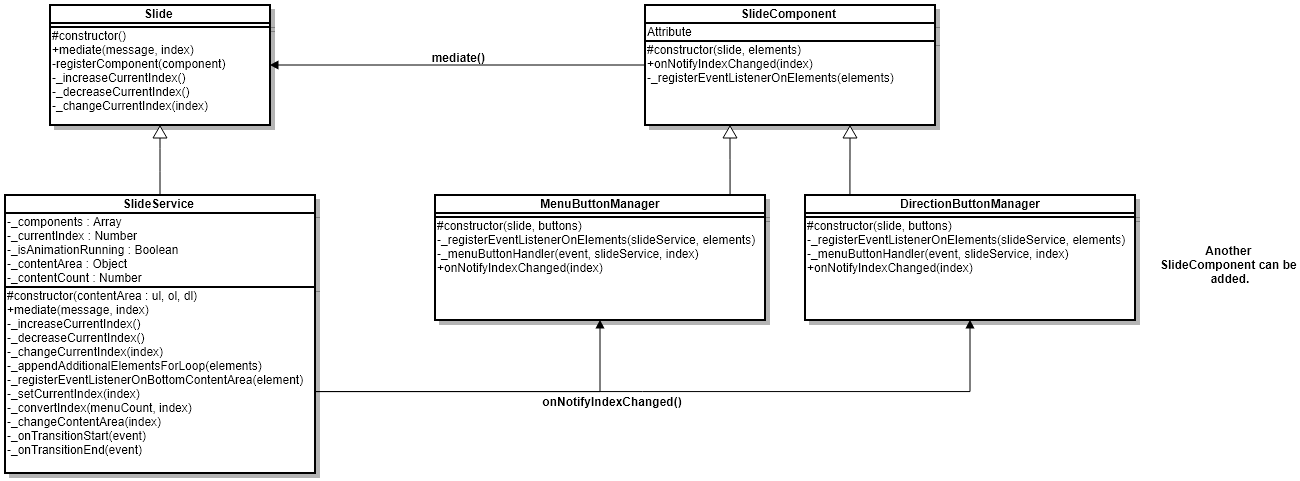 Slide
#constructor()
+mediate(message, index)
-registerComponent(component)
-_increaseCurrentIndex()
-_decreaseCurrentIndex()
-_changeCurrentIndex(index)
mediate()
SlideComponent
Attribute
#constructor(slide, elements)
+onNotifyIndexChanged(index)
-_registerEventListenerOnElements(elements)
SlideService
-_components : Array
-_currentIndex : Number
-_isAnimationRunning : Boolean
-_contentArea : Object
-_contentCount : Number
#constructor(contentArea : ul, ol, dl)
+mediate(message, index)
-_increaseCurrentIndex()
-_decreaseCurrentIndex()
-_changeCurrentIndex(index)
-_appendAdditionalElementsForLoop(elements)
-_registerEventListenerOnBottomContentArea(element)
-_setCurrentIndex(index)
-_convertIndex(menuCount, index)
-_changeContentArea(index)
-_onTransitionStart(event)
-_onTransitionEnd(event)
MenuButtonManager
#constructor(slide, buttons)
-_registerEventListenerOnElements(slideService, elements)
-_menuButtonHandler(event, slideService, index)
+onNotifyIndexChanged(index)
DirectionButtonManager
#constructor(slide, buttons)
-_registerEventListenerOnElements(slideService, elements)
-_menuButtonHandler(event, slideService, index)
+onNotifyIndexChanged(index)
Another
SlideComponent can be
added.
onNotifyIndexChanged()